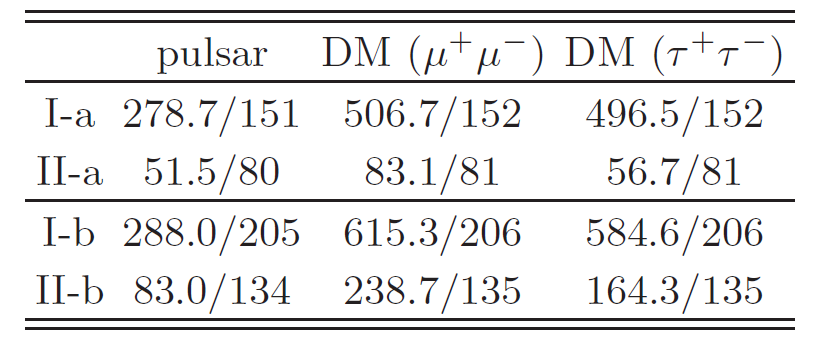 pulsar DM (μ⁺μ⁻) DM (τ⁺τ⁻)
I-a 278.7/151 506.7/152 496.5/152
II-a 51.5/80 83.1/81 56.7/81
I-b 288.0/205 615.3/206 584.6/206
II-b 83.0/134 238.7/135 164.3/135